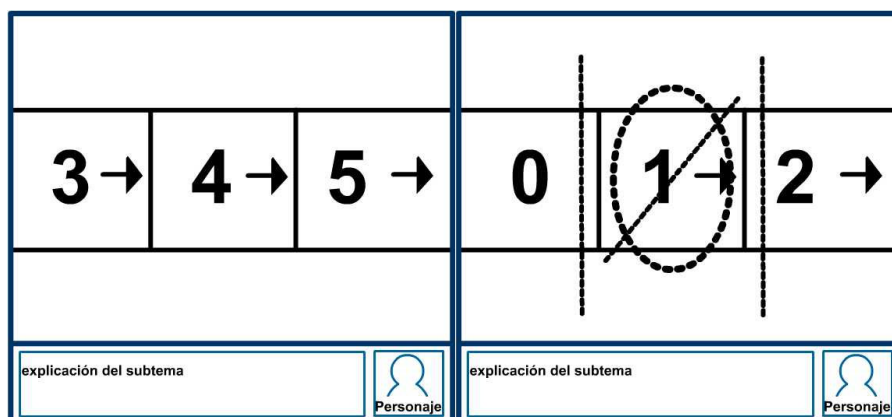 3 4 5
explicación del subtema
Personaje
0 1 2
explicación del subtema
Personaje